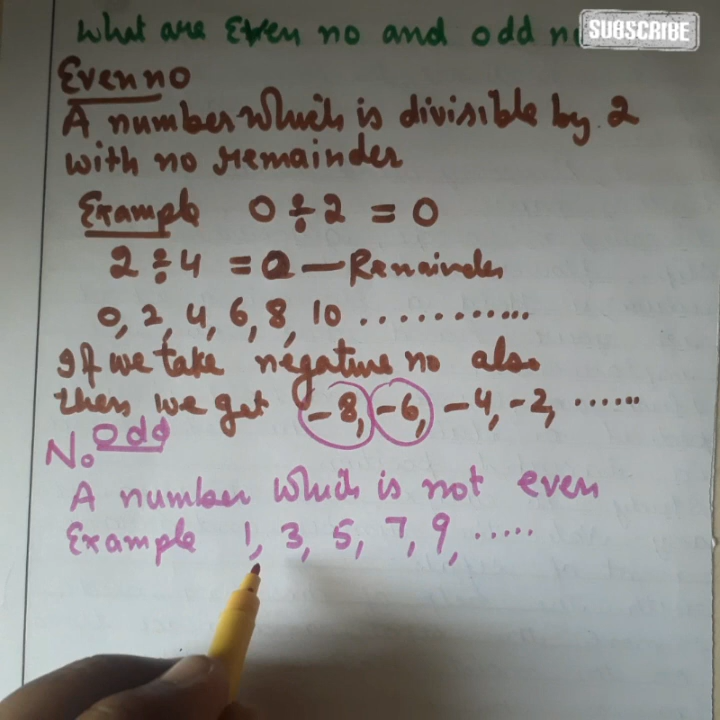 What are Even no and odd n
SUBSCRIBE
Even no
A number which is divisible by 2
with no remainder
Example 0 ÷ 2 = 0
2 ÷ 4 = 0 — Remainder
0, 2, 4, 6, 8, 10 ............
If we take negative no also
then we get -8, -6, -4, -2, ......
Odd
No
A number which is not even
Example 1, 3, 5, 7, 9, .....